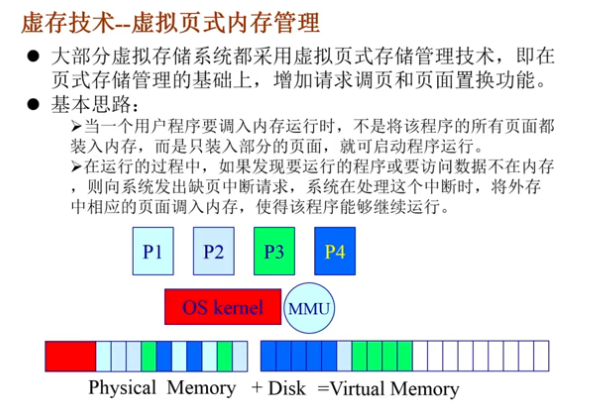 虚存技术--虚拟页式内存管理
● 大部分虚拟存储系统都采用虚拟页式存储管理技术，即在
页式存储管理的基础上，增加请求调页和页面置换功能。
● 基本思路：
➢当一个用户程序要调入内存运行时，不是将该程序的所有页面都
装入内存，而是只装入部分的页面，就可启动程序运行。
➢在运行的过程中，如果发现要运行的程序或要访问数据不在内存
，则向系统发出缺页中断请求，系统在处理这个中断时，将外存
中相应的页面调入内存，使得该程序能够继续运行。
P1 P2 P3 P4
OS kernel MMU
Physical Memory + Disk =Virtual Memory